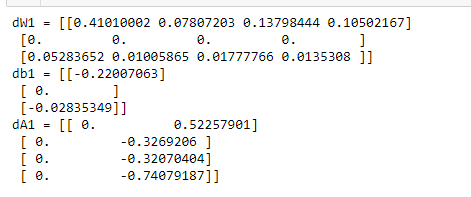 dW1 = [[0.41010002 0.07807203 0.13798444 0.10502167]
 [0.         0.         0.         0.        ]
 [0.05283652 0.01005865 0.01777766 0.0135308 ]]
db1 = [[-0.22007063]
 [ 0.        ]
 [-0.02835349]]
dA1 = [[ 0.          0.52257901]
 [ 0.         -0.3269206 ]
 [ 0.         -0.32070404]
 [ 0.         -0.74079187]]